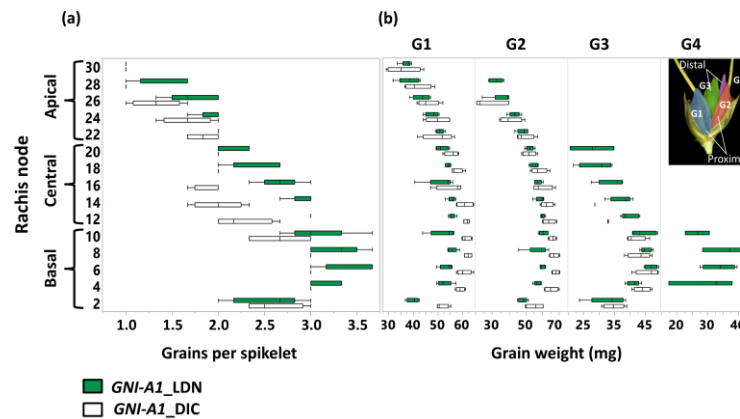 (a)
(b)
G1
G2
G3
G4
Apical
Central
Basal
Rachis node
30
28
26
24
22
20
18
16
14
12
10
8
6
4
2
1.0 1.5 2.0 2.5 3.0 3.5
Grains per spikelet
30 40 50 60
30 50 70
25 35 45
20 30 40
Grain weight (mg)
Distal
G3
G
G1
G2
Proxim
GNI-A1_LDN
GNI-A1_DIC